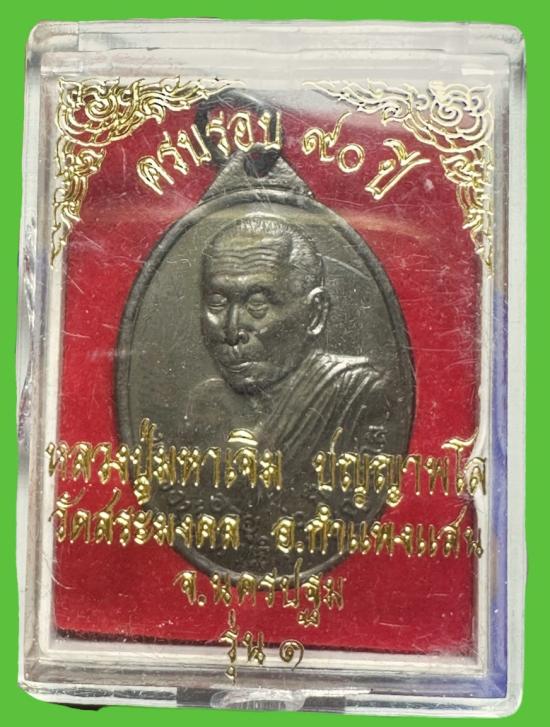 ครบรอบ ๙๐ ปี
หลวงปู่มหาเจิม ปญฺญาพโล
วัดสระมงคล อ.กำแพงแสน
จ.นครปฐม
รุ่น ๑